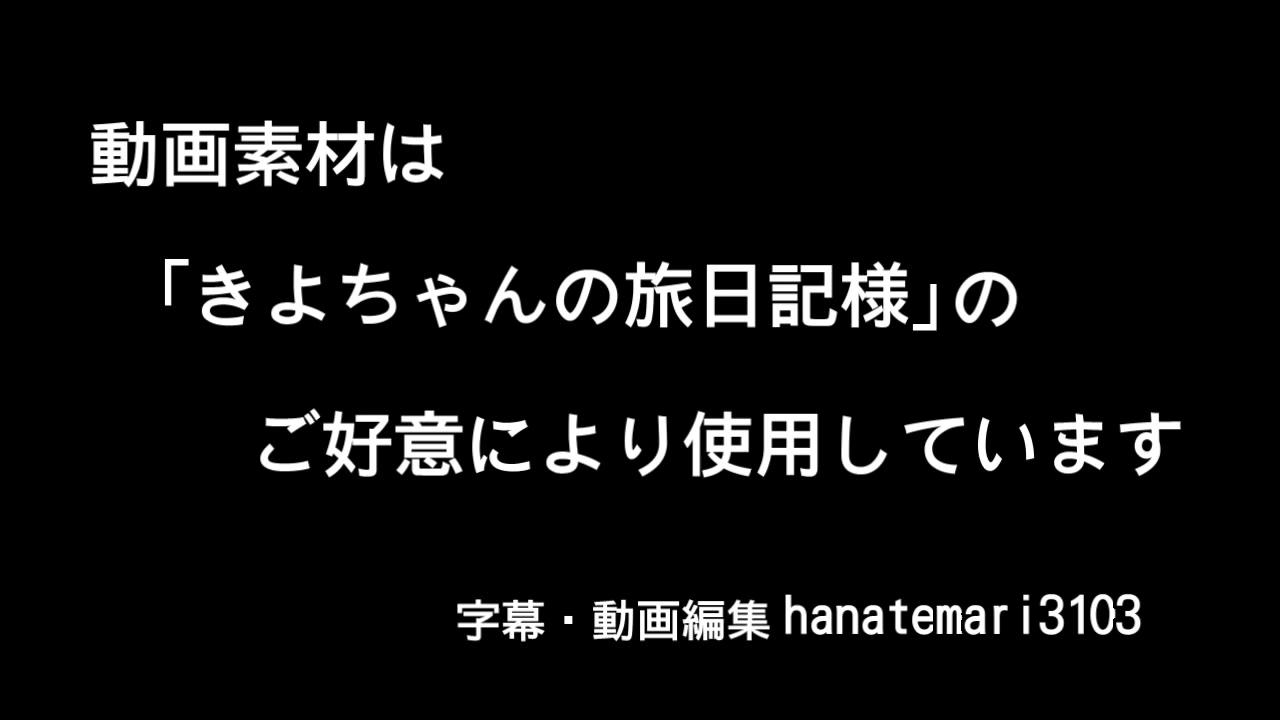 動画素材は
「きよちゃんの旅日記様」の
ご好意により使用しています
字幕・動画編集 hanatemari3103